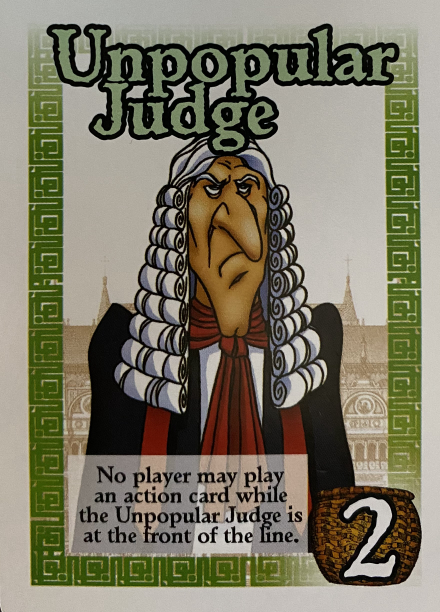 Unpopular
Judge
No player may play
an action card while
the Unpopular Judge is
at the front of the line.
2